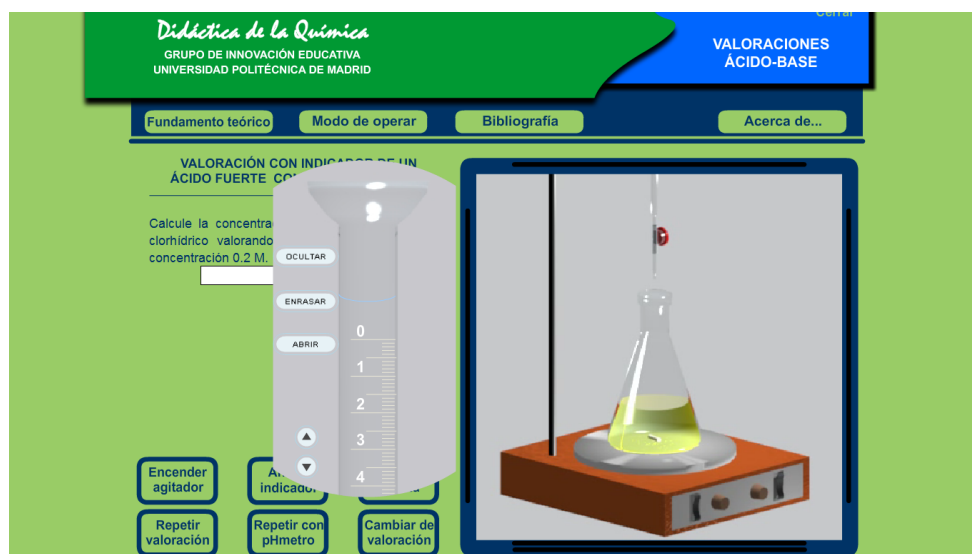 Cerrar
Didáctica de la Química
GRUPO DE INNOVACIÓN EDUCATIVA
UNIVERSIDAD POLITÉCNICA DE MADRID
VALORACIONES
ÁCIDO-BASE
Fundamento teórico
Modo de operar
Bibliografía
Acerca de...
VALORACIÓN CON INDICADOR DE UN
ÁCIDO FUERTE
Calcule la
clorhídrico valorando
concentración 0.2 M.
OCULTAR
ENRASAR
ABRIR
0
1
2
3
4
Encender
agitador
indicador
Repetir
valoración
Repetir con
pHmetro
Cambiar de
valoración